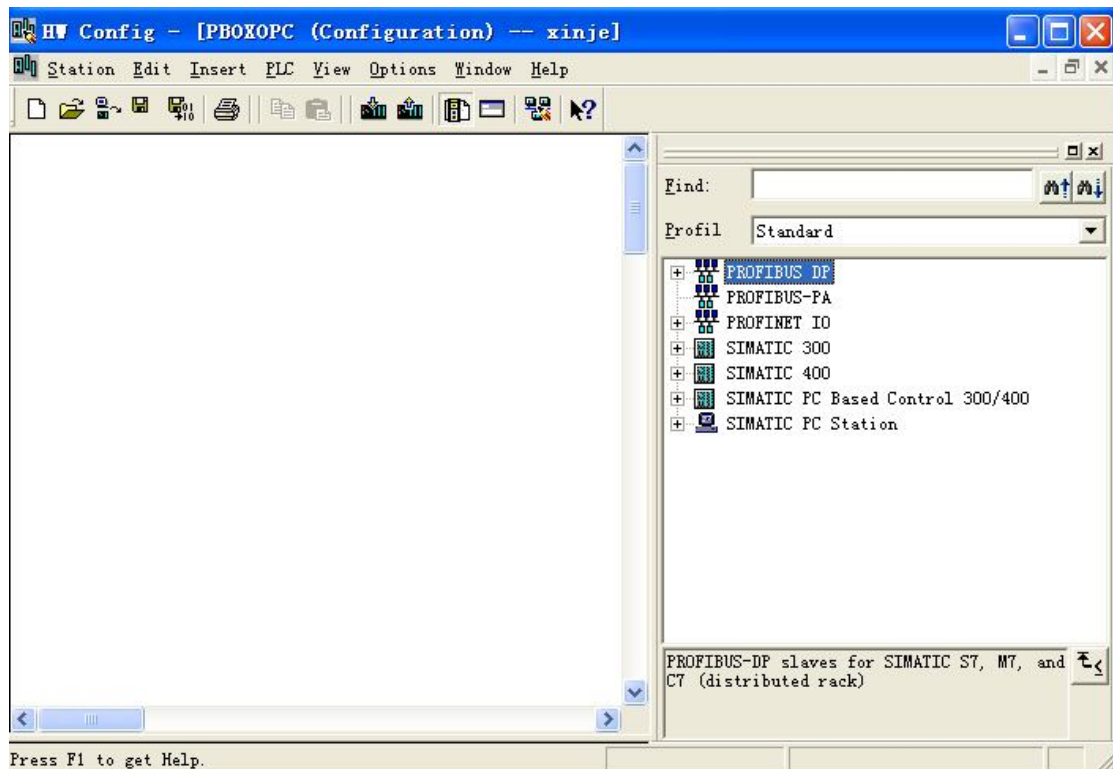 HW Config - [PBOXOPC (Configuration) -- xinje]
Station Edit Insert PLC View Options Window Help
Find:
Profil Standard
PROFIBUS DP
PROFIBUS-PA
PROFINET IO
SIMATIC 300
SIMATIC 400
SIMATIC PC Based Control 300/400
SIMATIC PC Station
PROFIBUS-DP slaves for SIMATIC S7, M7, and
C7 (distributed rack)
Press F1 to get Help.